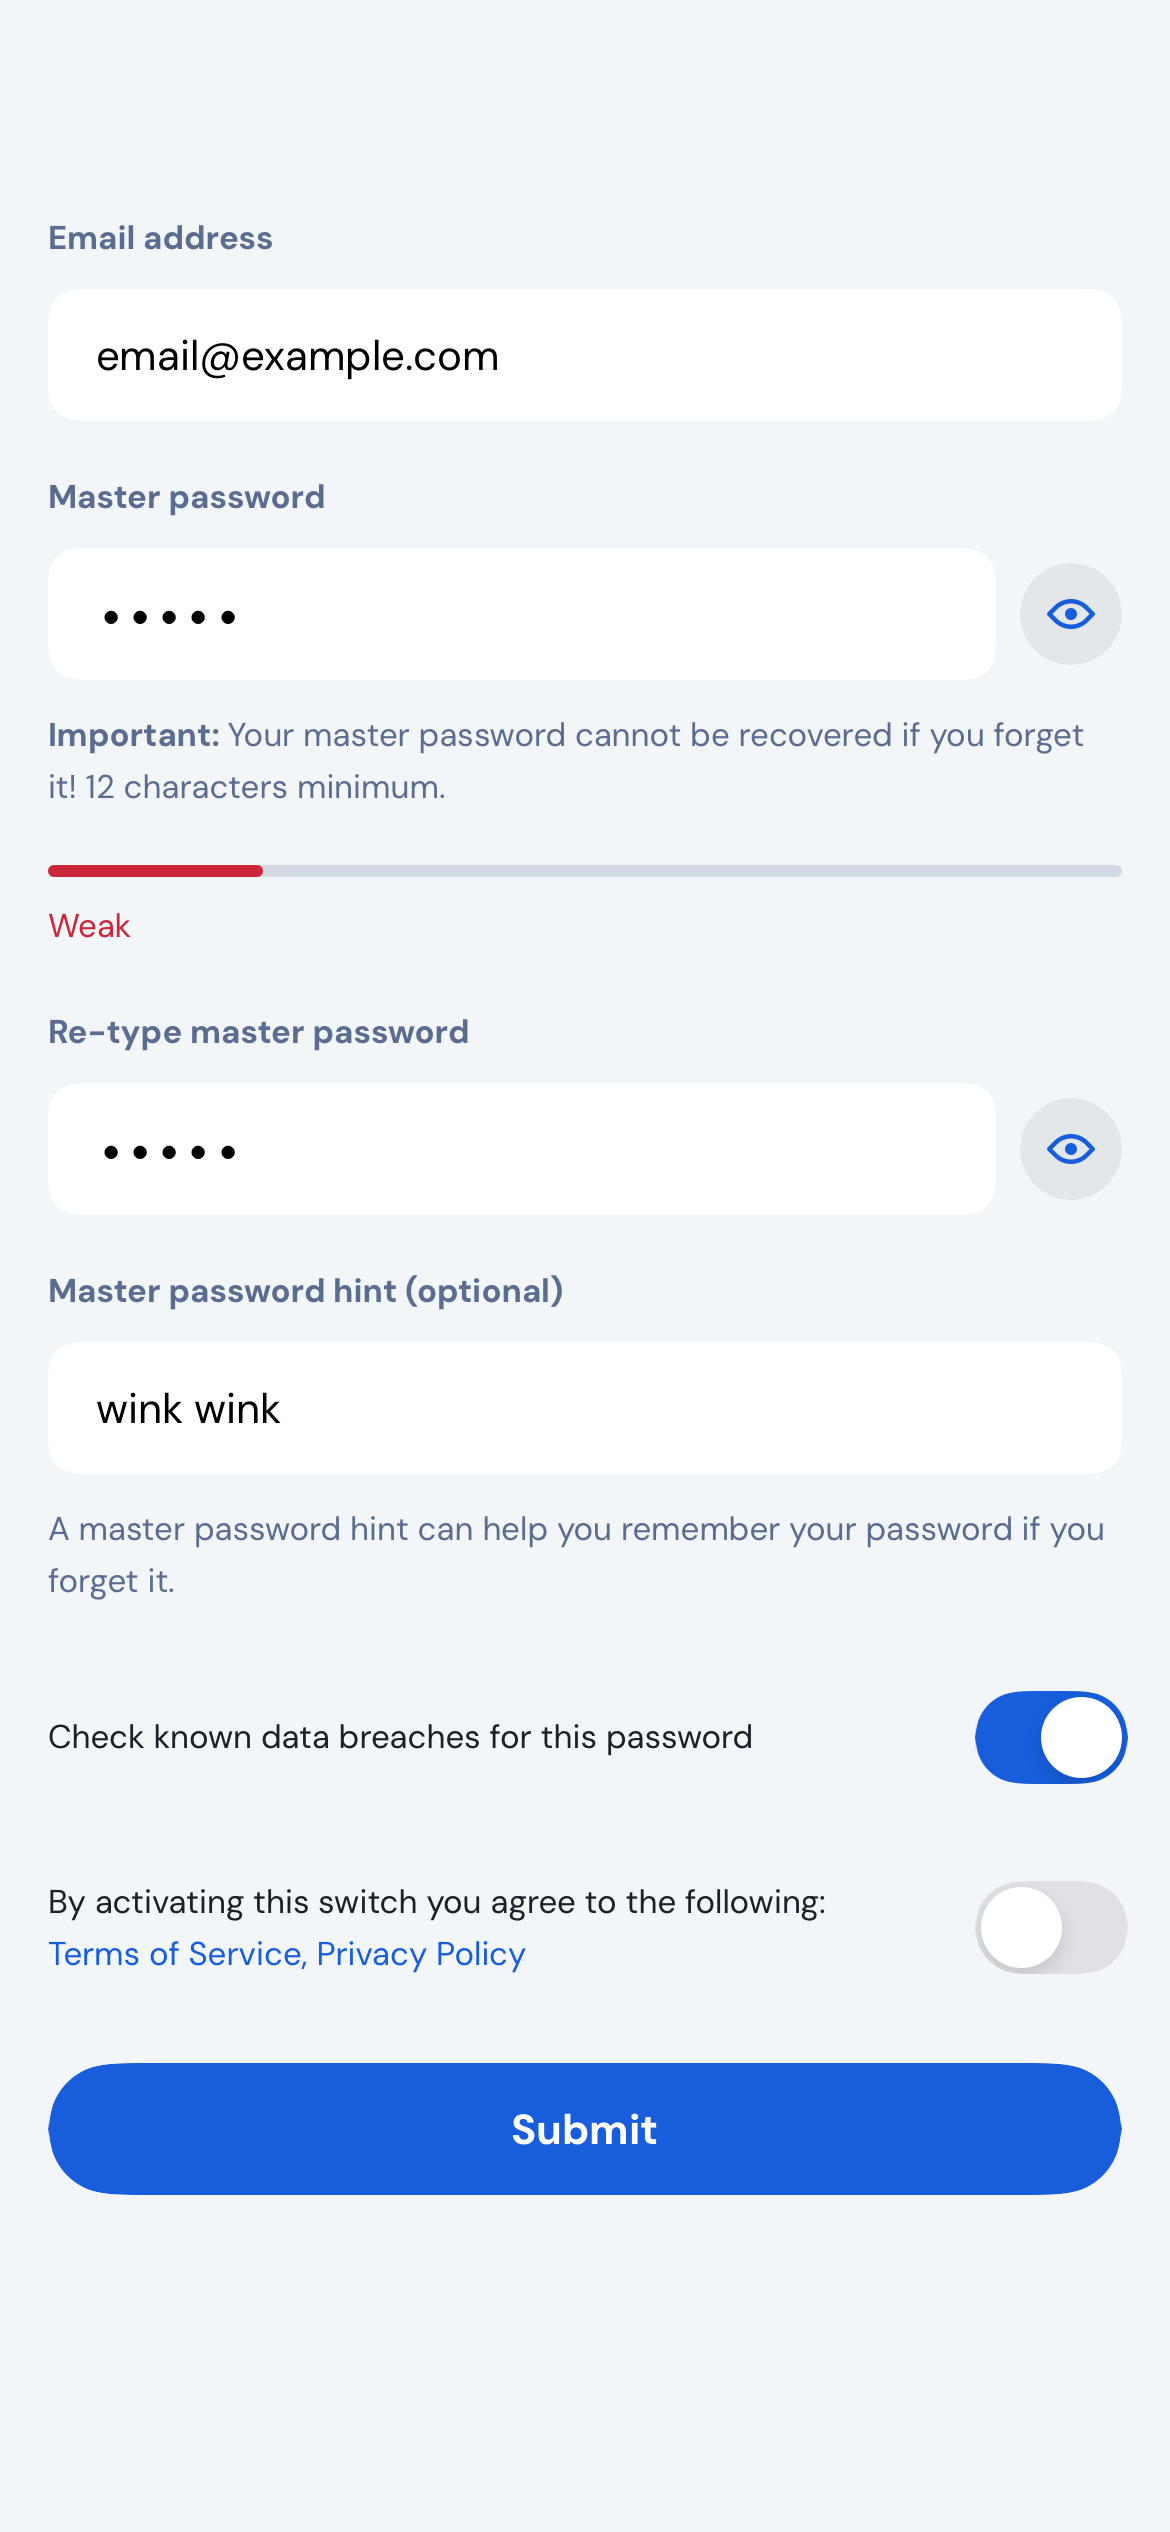 Email address
email@example.com
Master password
•••••
Important: Your master password cannot be recovered if you forget
it! 12 characters minimum.
Weak
Re-type master password
•••••
Master password hint (optional)
wink wink
A master password hint can help you remember your password if you
forget it.
Check known data breaches for this password
By activating this switch you agree to the following:
Terms of Service, Privacy Policy
Submit